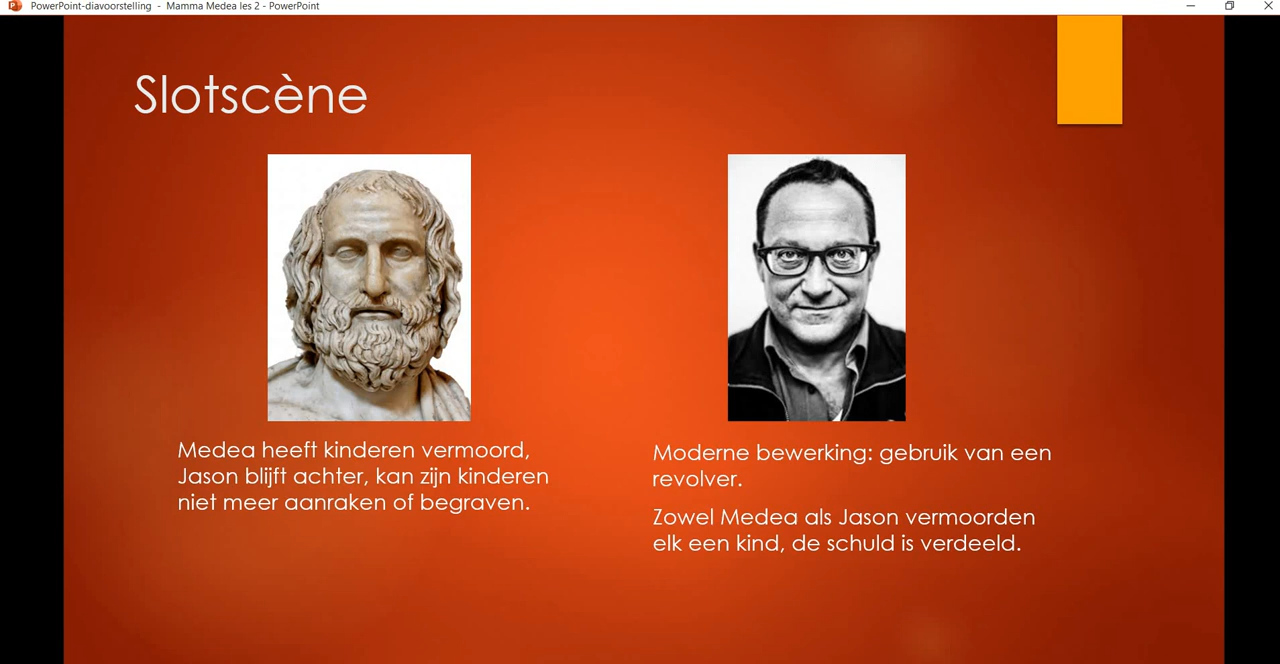 PowerPoint-diavoorstelling - Mamma Medea les 2 - PowerPoint
Slotscène
Medea heeft kinderen vermoord,
Jason blijft achter, kan zijn kinderen
niet meer aanraken of begraven.
Moderne bewerking: gebruik van een
revolver.
Zowel Medea als Jason vermoorden
elk een kind, de schuld is verdeeld.